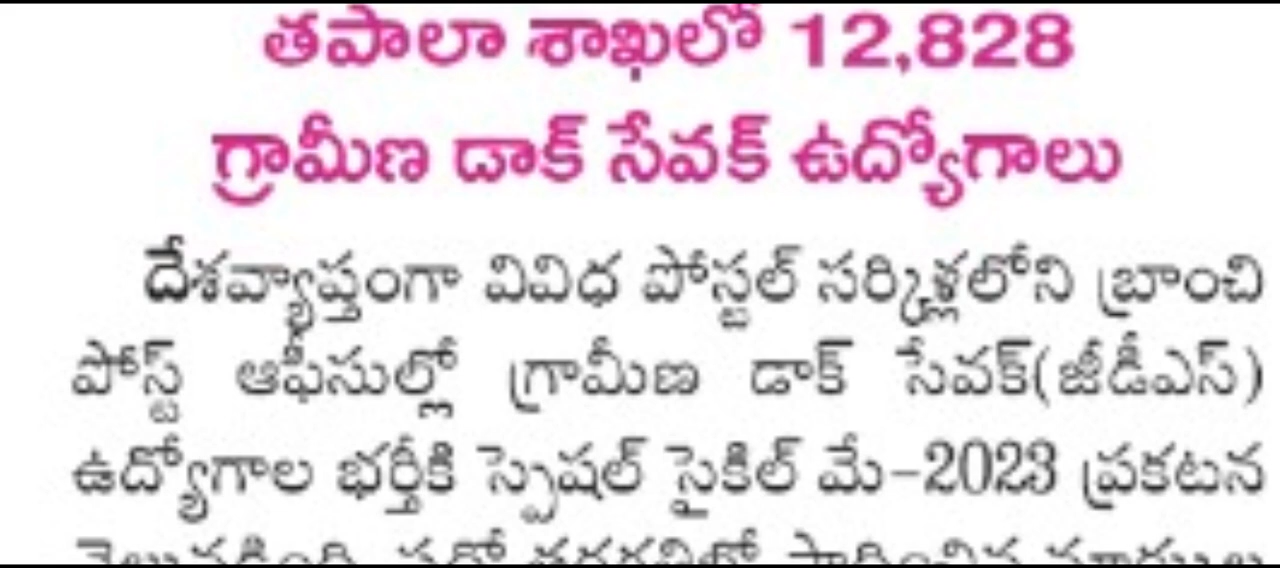 తపాలా శాఖలో 12,828
గ్రామీణ డాక్ సేవక్ ఉద్యోగాలు
దేశవ్యాప్తంగా వివిధ పోస్టల్ సర్కిళ్లలోని బ్రాంచి
పోస్ట్ ఆఫీసుల్లో గ్రామీణ డాక్ సేవక్(జీడీఎస్)
ఉద్యోగాల భర్తీకి స్పెషల్ సైకిల్ మే-2023 ప్రకటన